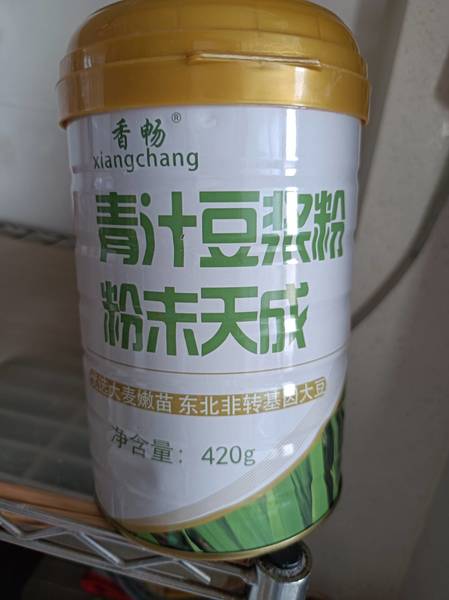 香畅®
xiangchang
青汁豆浆粉
粉末天成
选大麦嫩苗 东北非转基因大豆
净含量：420g